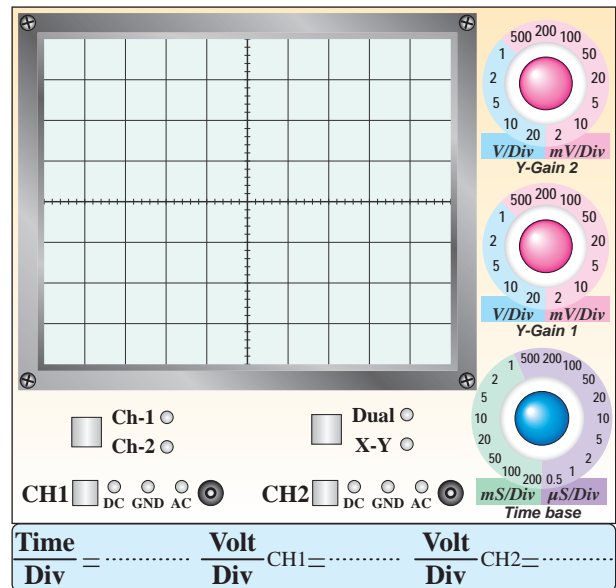 500 200 100
1 50
2 20
5 10
10 20 2
V/Div mV/Div
Y-Gain 2
500 200 100
1 50
2 20
5 10
10 20 2
V/Div mV/Div
Y-Gain 1
1 500 200 100
2 50
5 20
10 10
20 5
50 2
100 200 0.5 1
mS/Div µS/Div
Time base
Ch-1 Dual
Ch-2 X-Y
CH1 DC GND AC CH2 DC GND AC
Time/Div = ............ Volt/Div CH1= ............ Volt/Div CH2= ............